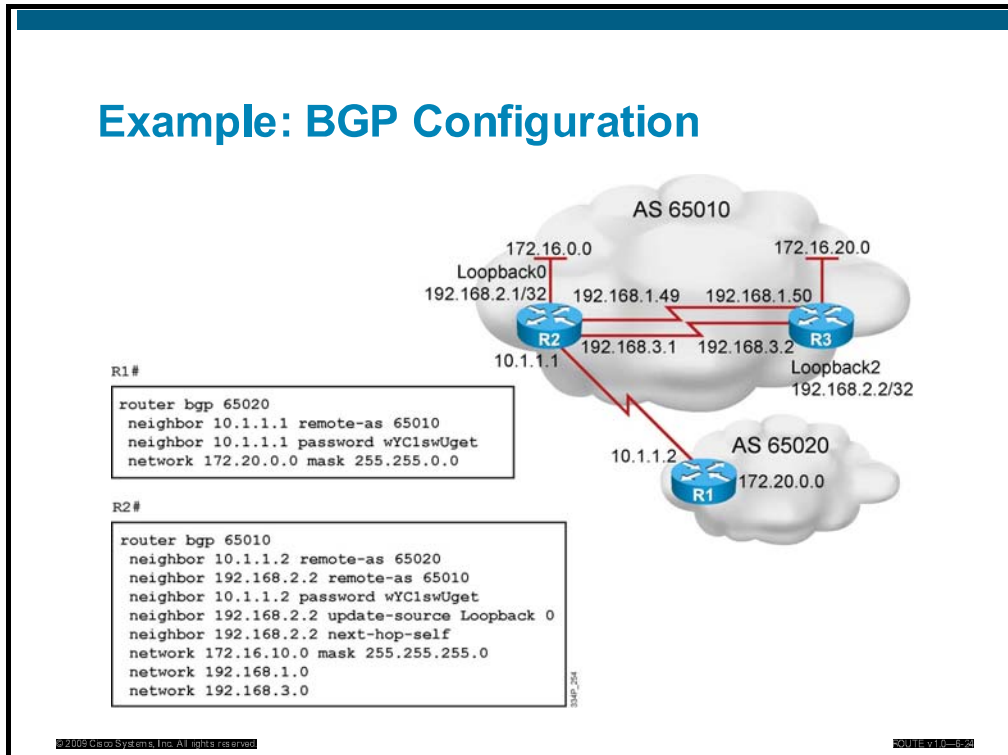 Example: BGP Configuration
AS 65010
172.16.0.0
172.16.20.0
Loopback0
192.168.2.1/32
192.168.1.49
192.168.1.50
R2
R3
192.168.3.1
192.168.3.2
10.1.1.1
Loopback2
192.168.2.2/32
AS 65020
10.1.1.2
172.20.0.0
R1
R1#
router bgp 65020
neighbor 10.1.1.1 remote-as 65010
neighbor 10.1.1.1 password wYC1swUget
network 172.20.0.0 mask 255.255.0.0
R2#
router bgp 65010
neighbor 10.1.1.2 remote-as 65020
neighbor 192.168.2.2 remote-as 65010
neighbor 10.1.1.2 password wYC1swUget
neighbor 192.168.2.2 update-source Loopback 0
neighbor 192.168.2.2 next-hop-self
network 172.16.10.0 mask 255.255.255.0
network 192.168.1.0
network 192.168.3.0
334P_254
© 2009 Cisco Systems, Inc. All rights reserved.
ROUTE v1.0—6-24